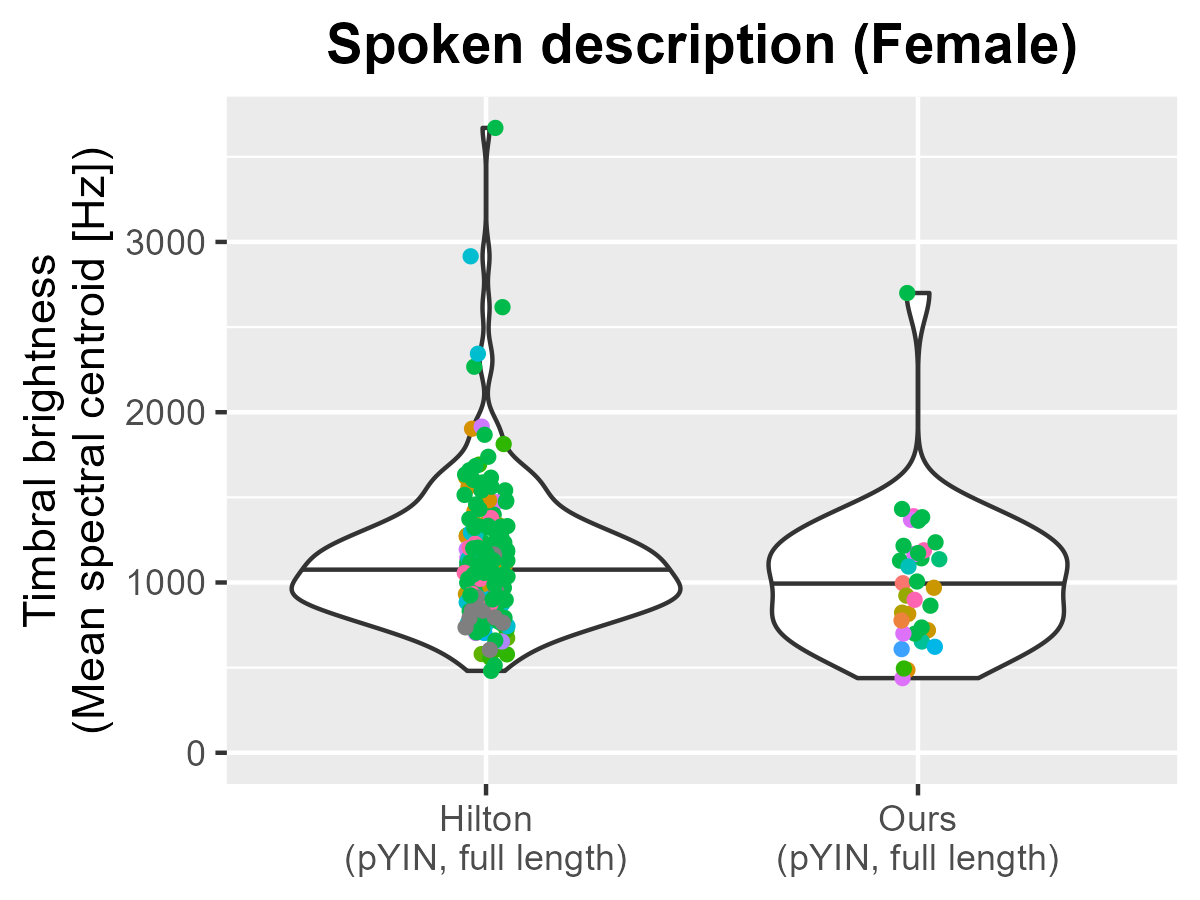 Spoken description (Female)
Timbral brightness
(Mean spectral centroid [Hz])
3000
2000
1000
0
Hilton
(pYIN, full length)
Ours
(pYIN, full length)